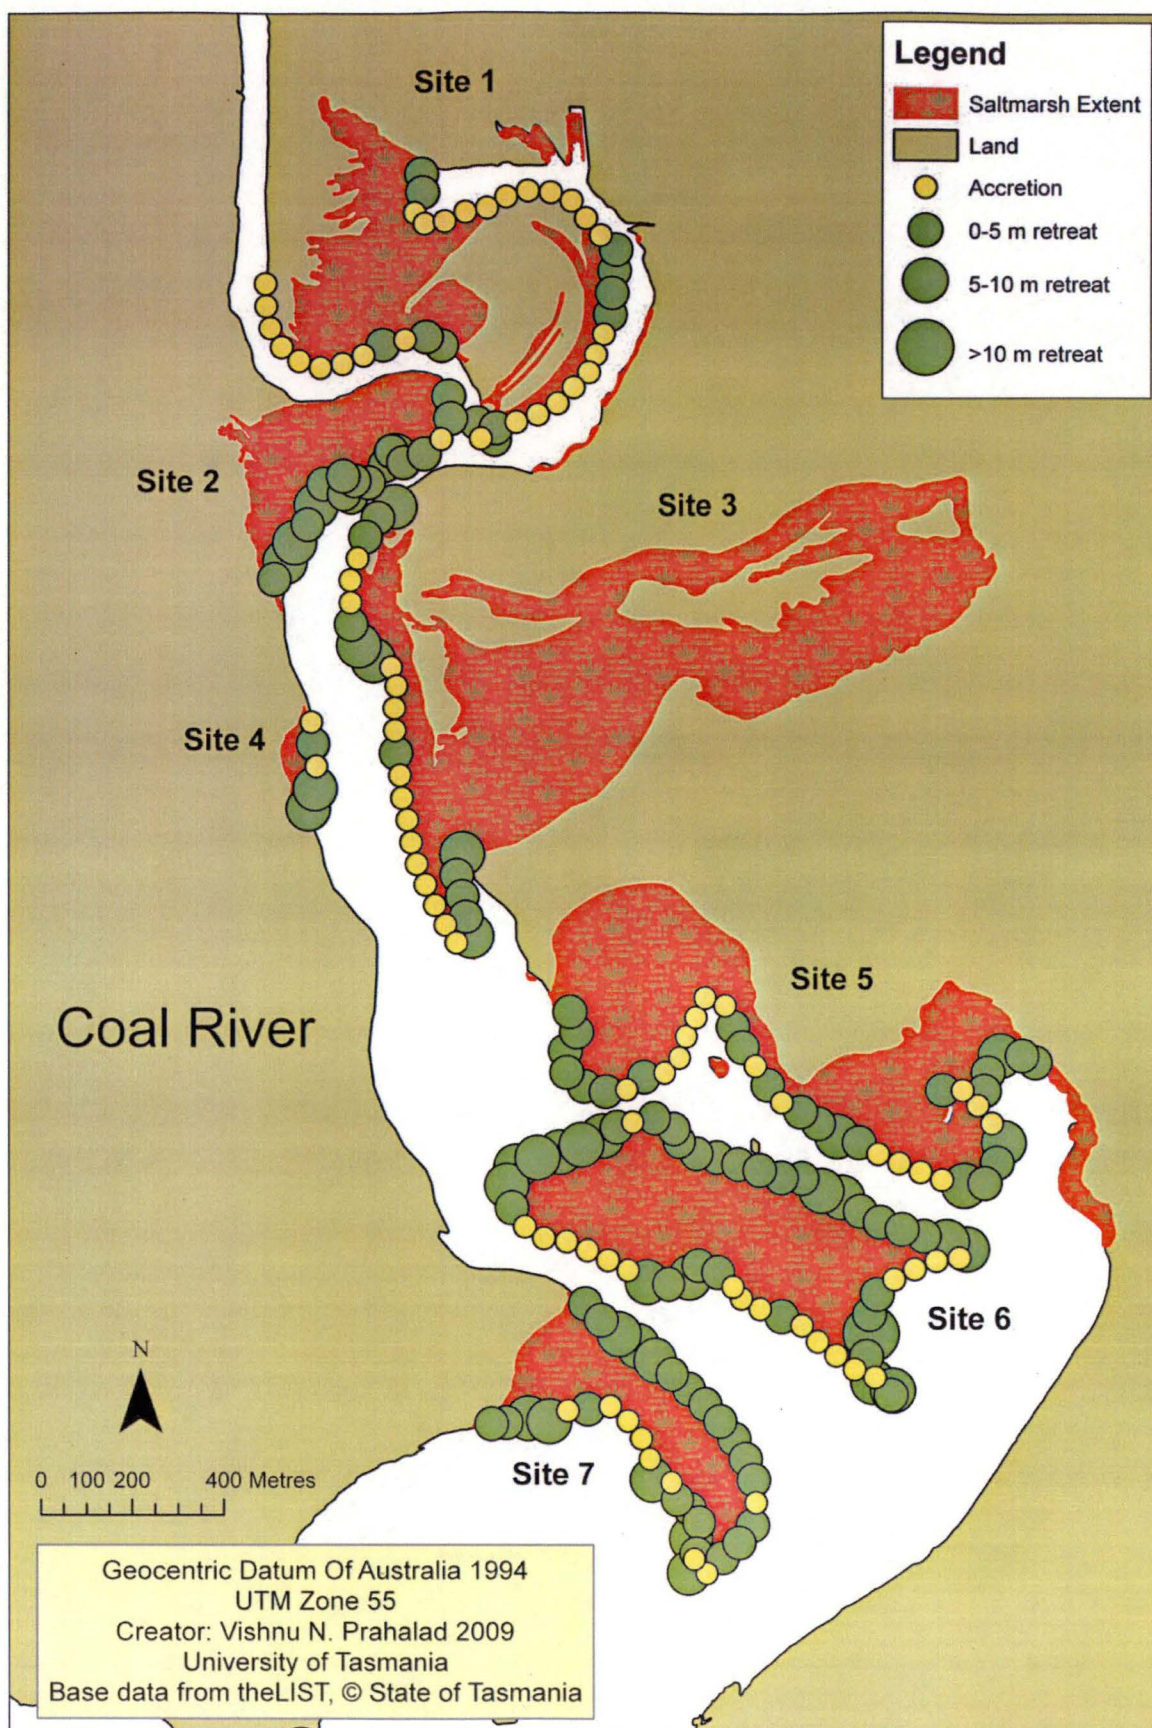 Legend
Saltmarsh Extent
Land
Accretion
0-5 m retreat
5-10 m retreat
>10 m retreat
Site 1
Site 2
Site 3
Site 4
Site 5
Coal River
Site 6
Site 7
N
0 100 200 400 Metres
Geocentric Datum Of Australia 1994
UTM Zone 55
Creator: Vishnu N. Prahalad 2009
University of Tasmania
Base data from theLIST, © State of Tasmania